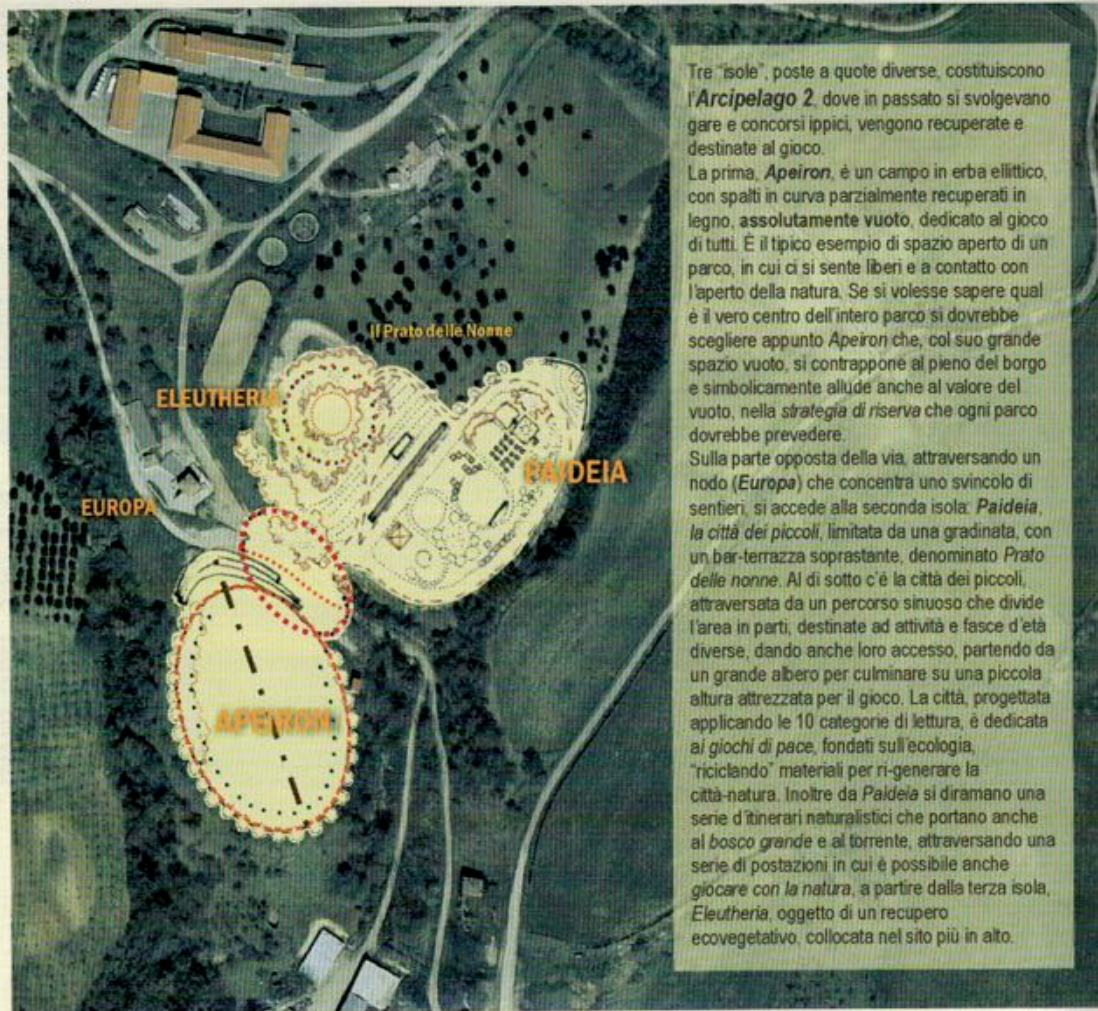 Tre "isole", poste a quote diverse, costituiscono
l'Arcipelago 2, dove in passato si svolgevano
gare e concorsi ippici, vengono recuperate e
destinate al gioco.
La prima, Apeiron, é un campo in erba ellittico,
con spalti in curva parzialmente recuperati in
legno, assolutamente vuoto, dedicato al gioco
di tutti. È il tipico esempio di spazio aperto di un
parco, in cui ci si sente liberi e a contatto con
l'aperto della natura. Se si volesse sapere qual
è il vero centro dell'intero parco si dovrebbe
scegliere appunto Apeiron che, col suo grande
spazio vuoto, si contrappone al pieno del borgo
e simbolicamente allude anche al valore del
vuoto, nella strategia di riserva che ogni parco
dovrebbe prevedere.
Sulla parte opposta della via, attraversando un
nodo (Europa) che concentra uno svincolo di
sentieri, si accede alla seconda isola: Paideia,
la città dei piccoli, limitata da una gradinata, con
un bar-terrazza soprastante, denominato Prato
delle nonne. Al di sotto c'è la città dei piccoli,
attraversata da un percorso sinuoso che divide
l'area in parti, destinate ad attività e fasce d'età
diverse, dando anche loro accesso, partendo da
un grande albero per culminare su una piccola
altura attrezzata per il gioco. La città, progettata
applicando le 10 categorie di lettura, è dedicata
ai giochi di pace, fondati sull'ecologia,
"riciclando" materiali per ri-generare la
città-natura. Inoltre da Paideia si diramano una
serie d'itinerari naturalistici che portano anche
al bosco grande e al torrente, attraversando una
serie di postazioni in cui è possibile anche
giocare con la natura, a partire dalla terza isola,
Eleutheria, oggetto di un recupero
ecovegetativo, collocata nel sito più in alto.
Il Prato delle Nonne
ELEUTHERIA
PAIDEIA
EUROPA
APEIRON